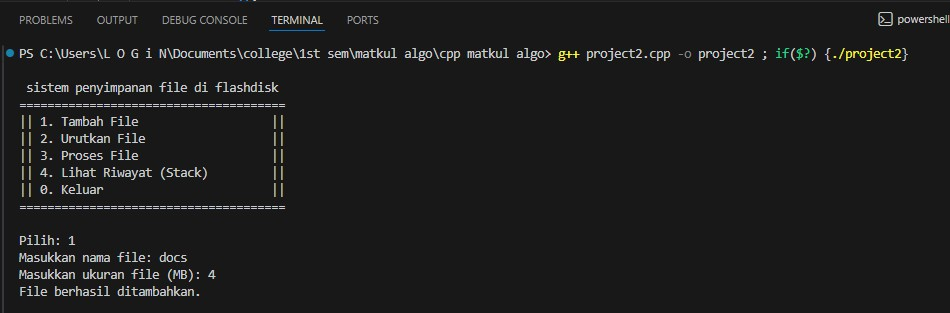 PROBLEMS OUTPUT DEBUG CONSOLE TERMINAL PORTS powershell
PS C:\Users\L O G i N\Documents\college\1st sem\matkul algo\cpp matkul algo> g++ project2.cpp -o project2 ; if($?) {./project2}
sistem penyimpanan file di flashdisk
======================================
|| 1. Tambah File                   ||
|| 2. Urutkan File                  ||
|| 3. Proses File                   ||
|| 4. Lihat Riwayat (Stack)         ||
|| 0. Keluar                        ||
======================================
Pilih: 1
Masukkan nama file: docs
Masukkan ukuran file (MB): 4
File berhasil ditambahkan.